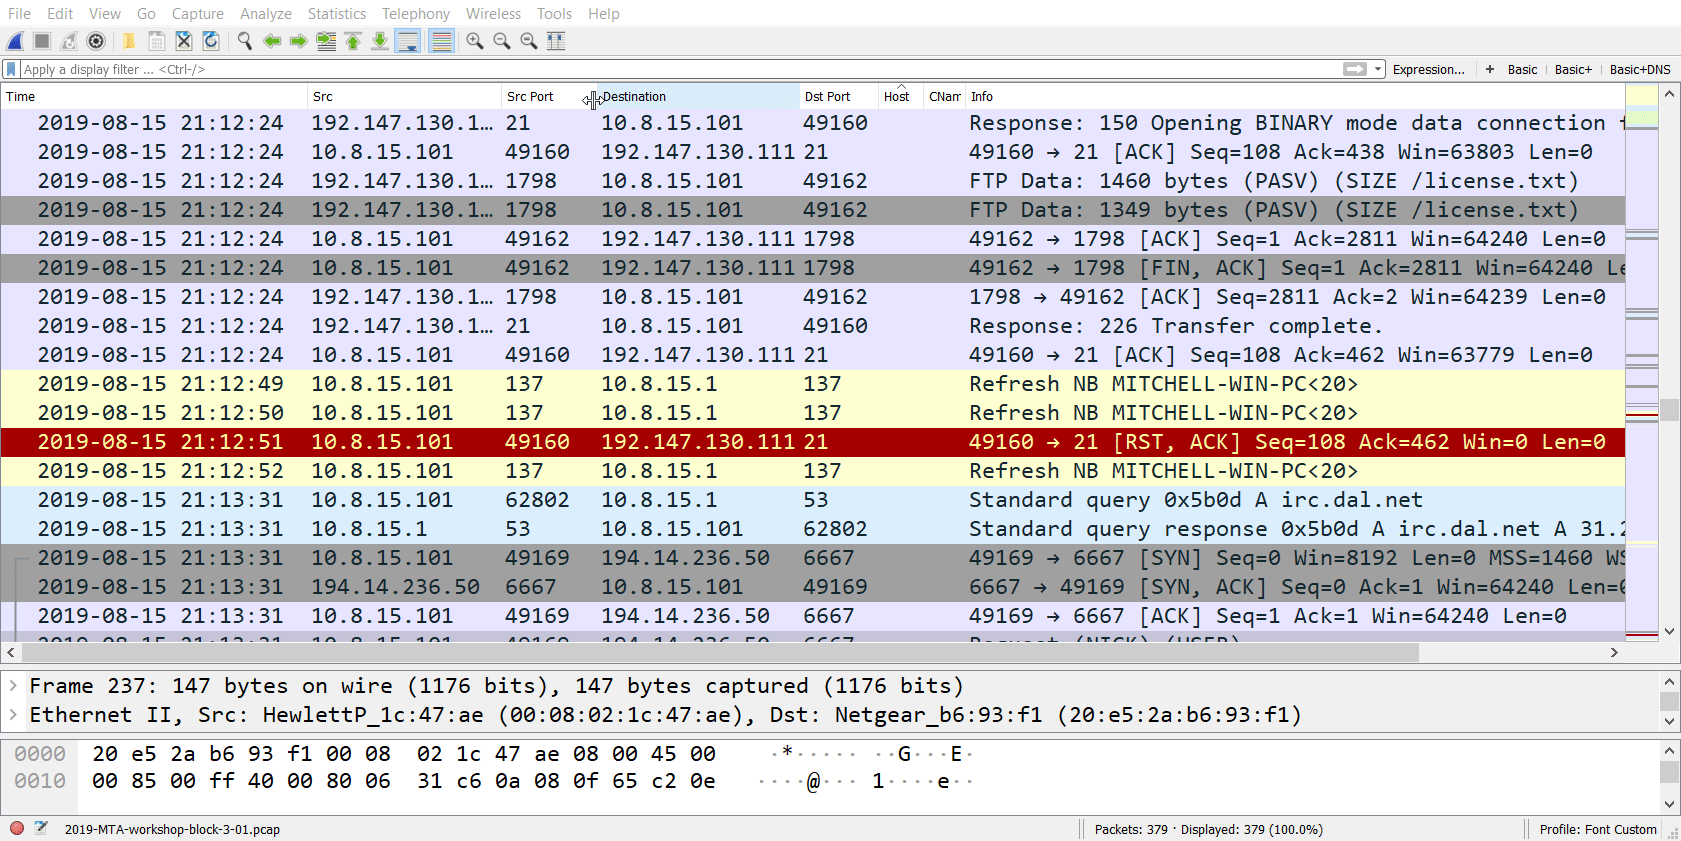 File Edit View Go Capture Analyze Statistics Telephony Wireless Tools Help
Apply a display filter ... <Ctrl-/> Expression... + Basic Basic+ Basic+DNS
Time Src Src Port Destination Dst Port Host CNam Info
2019-08-15 21:12:24 192.147.130.1... 21 10.8.15.101 49160 Response: 150 Opening BINARY mode data connection
2019-08-15 21:12:24 10.8.15.101 49160 192.147.130.111 21 49160 → 21 [ACK] Seq=108 Ack=438 Win=63803 Len=0
2019-08-15 21:12:24 192.147.130.1... 1798 10.8.15.101 49162 FTP Data: 1460 bytes (PASV) (SIZE /license.txt)
2019-08-15 21:12:24 192.147.130.1... 1798 10.8.15.101 49162 FTP Data: 1349 bytes (PASV) (SIZE /license.txt)
2019-08-15 21:12:24 10.8.15.101 49162 192.147.130.111 1798 49162 → 1798 [ACK] Seq=1 Ack=2811 Win=64240 Len=0
2019-08-15 21:12:24 10.8.15.101 49162 192.147.130.111 1798 49162 → 1798 [FIN, ACK] Seq=1 Ack=2811 Win=64240 Le
2019-08-15 21:12:24 192.147.130.1... 1798 10.8.15.101 49162 1798 → 49162 [ACK] Seq=2811 Ack=2 Win=64239 Len=0
2019-08-15 21:12:24 192.147.130.1... 21 10.8.15.101 49160 Response: 226 Transfer complete.
2019-08-15 21:12:24 10.8.15.101 49160 192.147.130.111 21 49160 → 21 [ACK] Seq=108 Ack=462 Win=63779 Len=0
2019-08-15 21:12:49 10.8.15.101 137 10.8.15.1 137 Refresh NB MITCHELL-WIN-PC<20>
2019-08-15 21:12:50 10.8.15.101 137 10.8.15.1 137 Refresh NB MITCHELL-WIN-PC<20>
2019-08-15 21:12:51 10.8.15.101 49160 192.147.130.111 21 49160 → 21 [RST, ACK] Seq=108 Ack=462 Win=0 Len=0
2019-08-15 21:12:52 10.8.15.101 137 10.8.15.1 137 Refresh NB MITCHELL-WIN-PC<20>
2019-08-15 21:13:31 10.8.15.101 62802 10.8.15.1 53 Standard query 0x5b0d A irc.dal.net
2019-08-15 21:13:31 10.8.15.1 53 10.8.15.101 62802 Standard query response 0x5b0d A irc.dal.net A 31.2
2019-08-15 21:13:31 10.8.15.101 49169 194.14.236.50 6667 49169 → 6667 [SYN] Seq=0 Win=8192 Len=0 MSS=1460 WS
2019-08-15 21:13:31 194.14.236.50 6667 10.8.15.101 49169 6667 → 49169 [SYN, ACK] Seq=0 Ack=1 Win=64240 Len=0
2019-08-15 21:13:31 10.8.15.101 49169 194.14.236.50 6667 49169 → 6667 [ACK] Seq=1 Ack=1 Win=64240 Len=0
2019-08-15 21:13:31 10.8.15.101 49169 194.14.236.50 6667 Request (NICK) (USER)
Frame 237: 147 bytes on wire (1176 bits), 147 bytes captured (1176 bits)
Ethernet II, Src: HewlettP_1c:47:ae (00:08:02:1c:47:ae), Dst: Netgear_b6:93:f1 (20:e5:2a:b6:93:f1)
0000 20 e5 2a b6 93 f1 00 08 02 1c 47 ae 08 00 45 00 ·*····· ··G···E·
0010 00 85 00 ff 40 00 80 06 31 c6 0a 08 0f 65 c2 0e ····@··· 1····e··
2019-MTA-workshop-block-3-01.pcap Packets: 379 · Displayed: 379 (100.0%) Profile: Font Custom